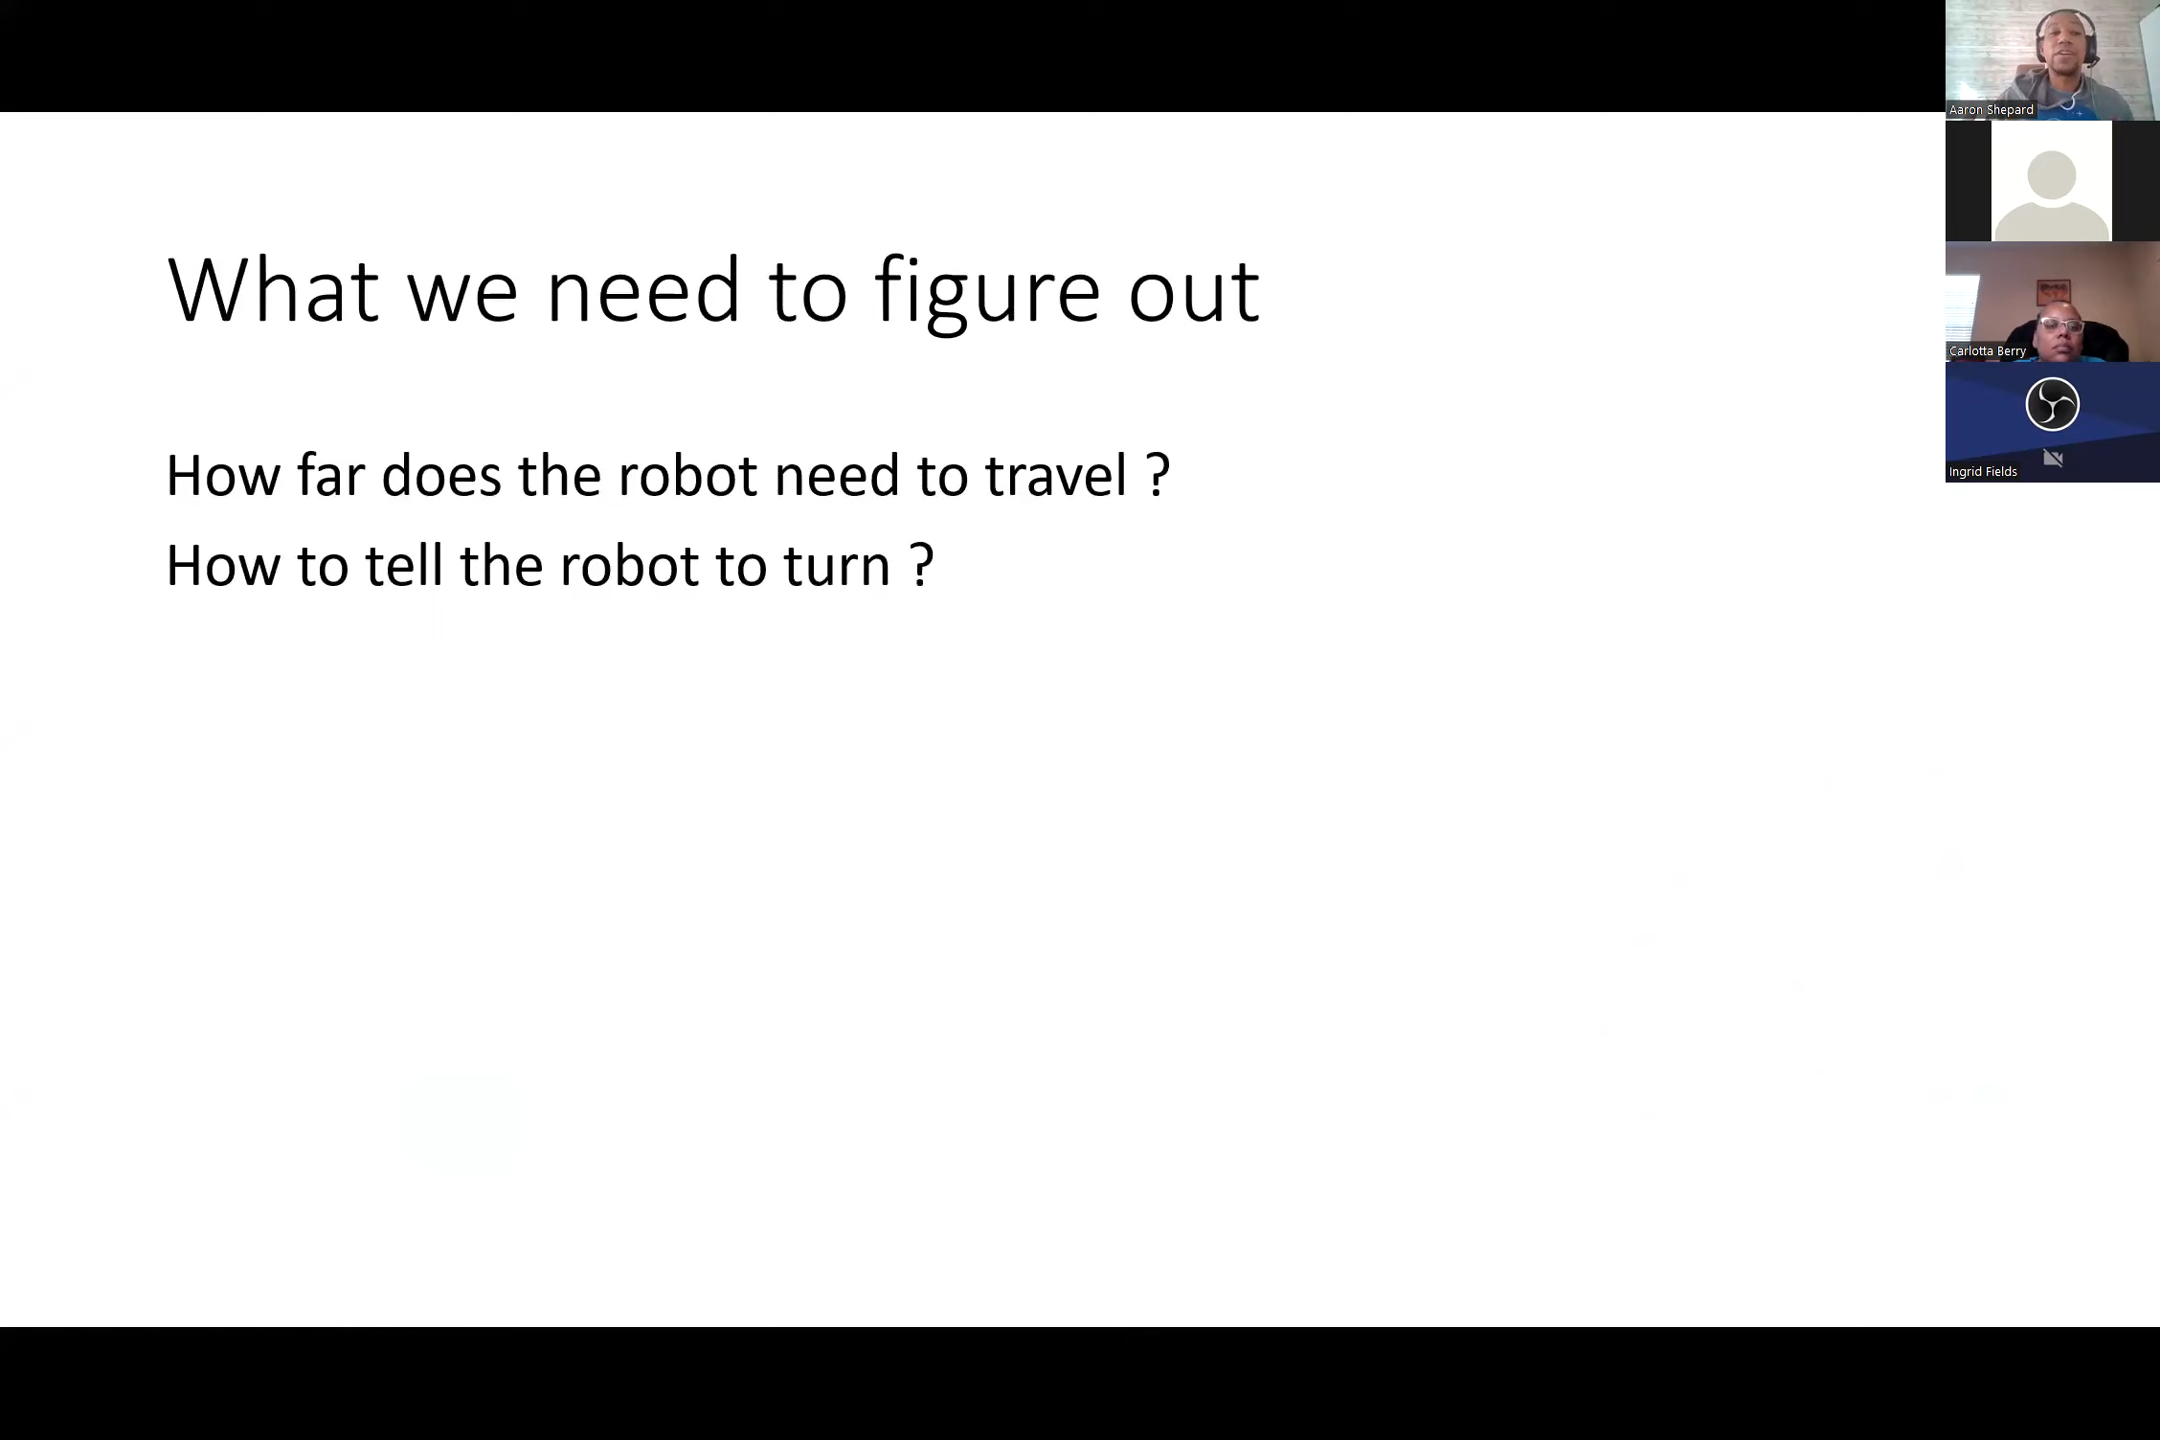 What we need to figure out
How far does the robot need to travel ?
How to tell the robot to turn ?
Aaron Shepard
Carlotta Berry
Ingrid Fields